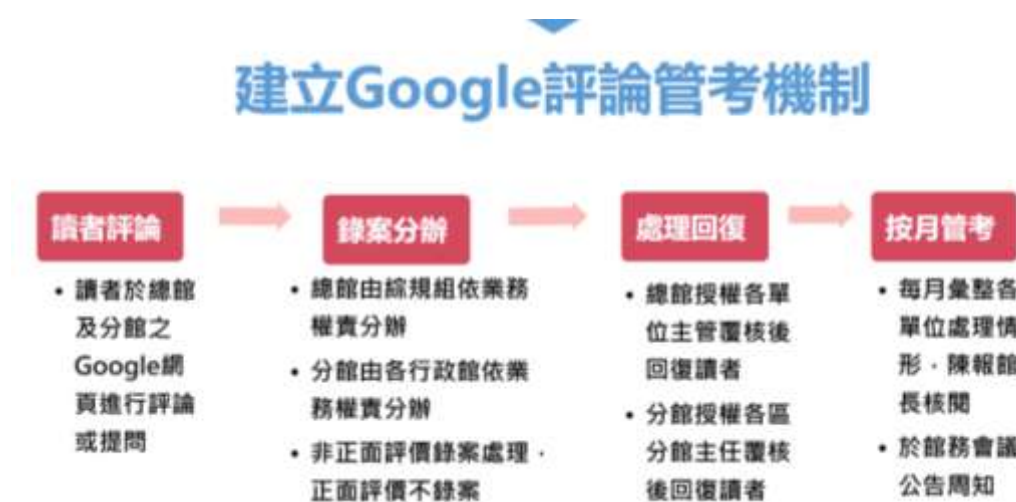 建立Google評論管考機制
讀者評論
• 讀者於總館
及分館之
Google網
頁進行評論
或提問
錄案分辦
• 總館由綜規組依業務
權責分辦
• 分館由各行政館依業
務權責分辦
• 非正面評價錄案處理，
正面評價不錄案
處理回復
• 總館授權各單
位主管覆核後
回復讀者
• 分館授權各區
分館主任覆核
後回復讀者
按月管考
• 每月彙整各
單位處理情
形，陳報館
長核閱
• 於館務會議
公告周知